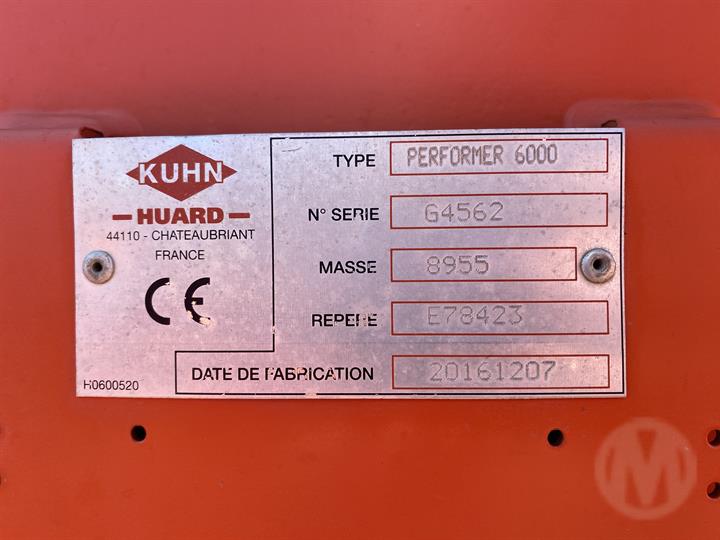 KUHN
HUARD
44110 - CHATEAUBRIANT
FRANCE
CE
H0600520
TYPE PERFORMER 6000
N° SERIE G4562
MASSE 8955
REPERE E78423
DATE DE FABRICATION 20161207
M